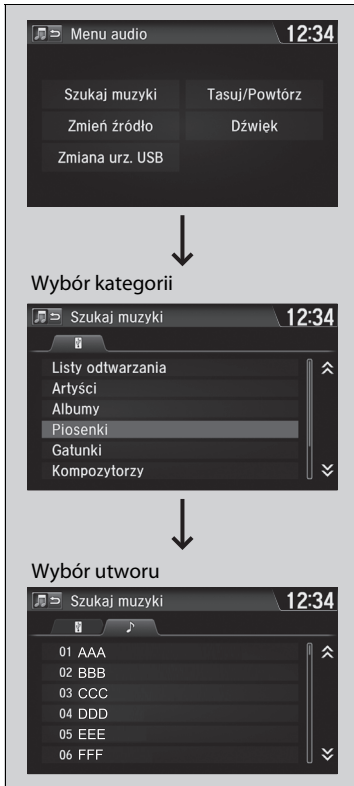 Menu audio 12:34
Szukaj muzyki Tasuj/Powtórz
Zmień źródło Dźwięk
Zmiana urz. USB
Wybór kategorii
Szukaj muzyki 12:34
Listy odtwarzania
Artyści
Albumy
Piosenki
Gatunki
Kompozytorzy
Wybór utworu
Szukaj muzyki 12:34
01 AAA
02 BBB
03 CCC
04 DDD
05 EEE
06 FFF